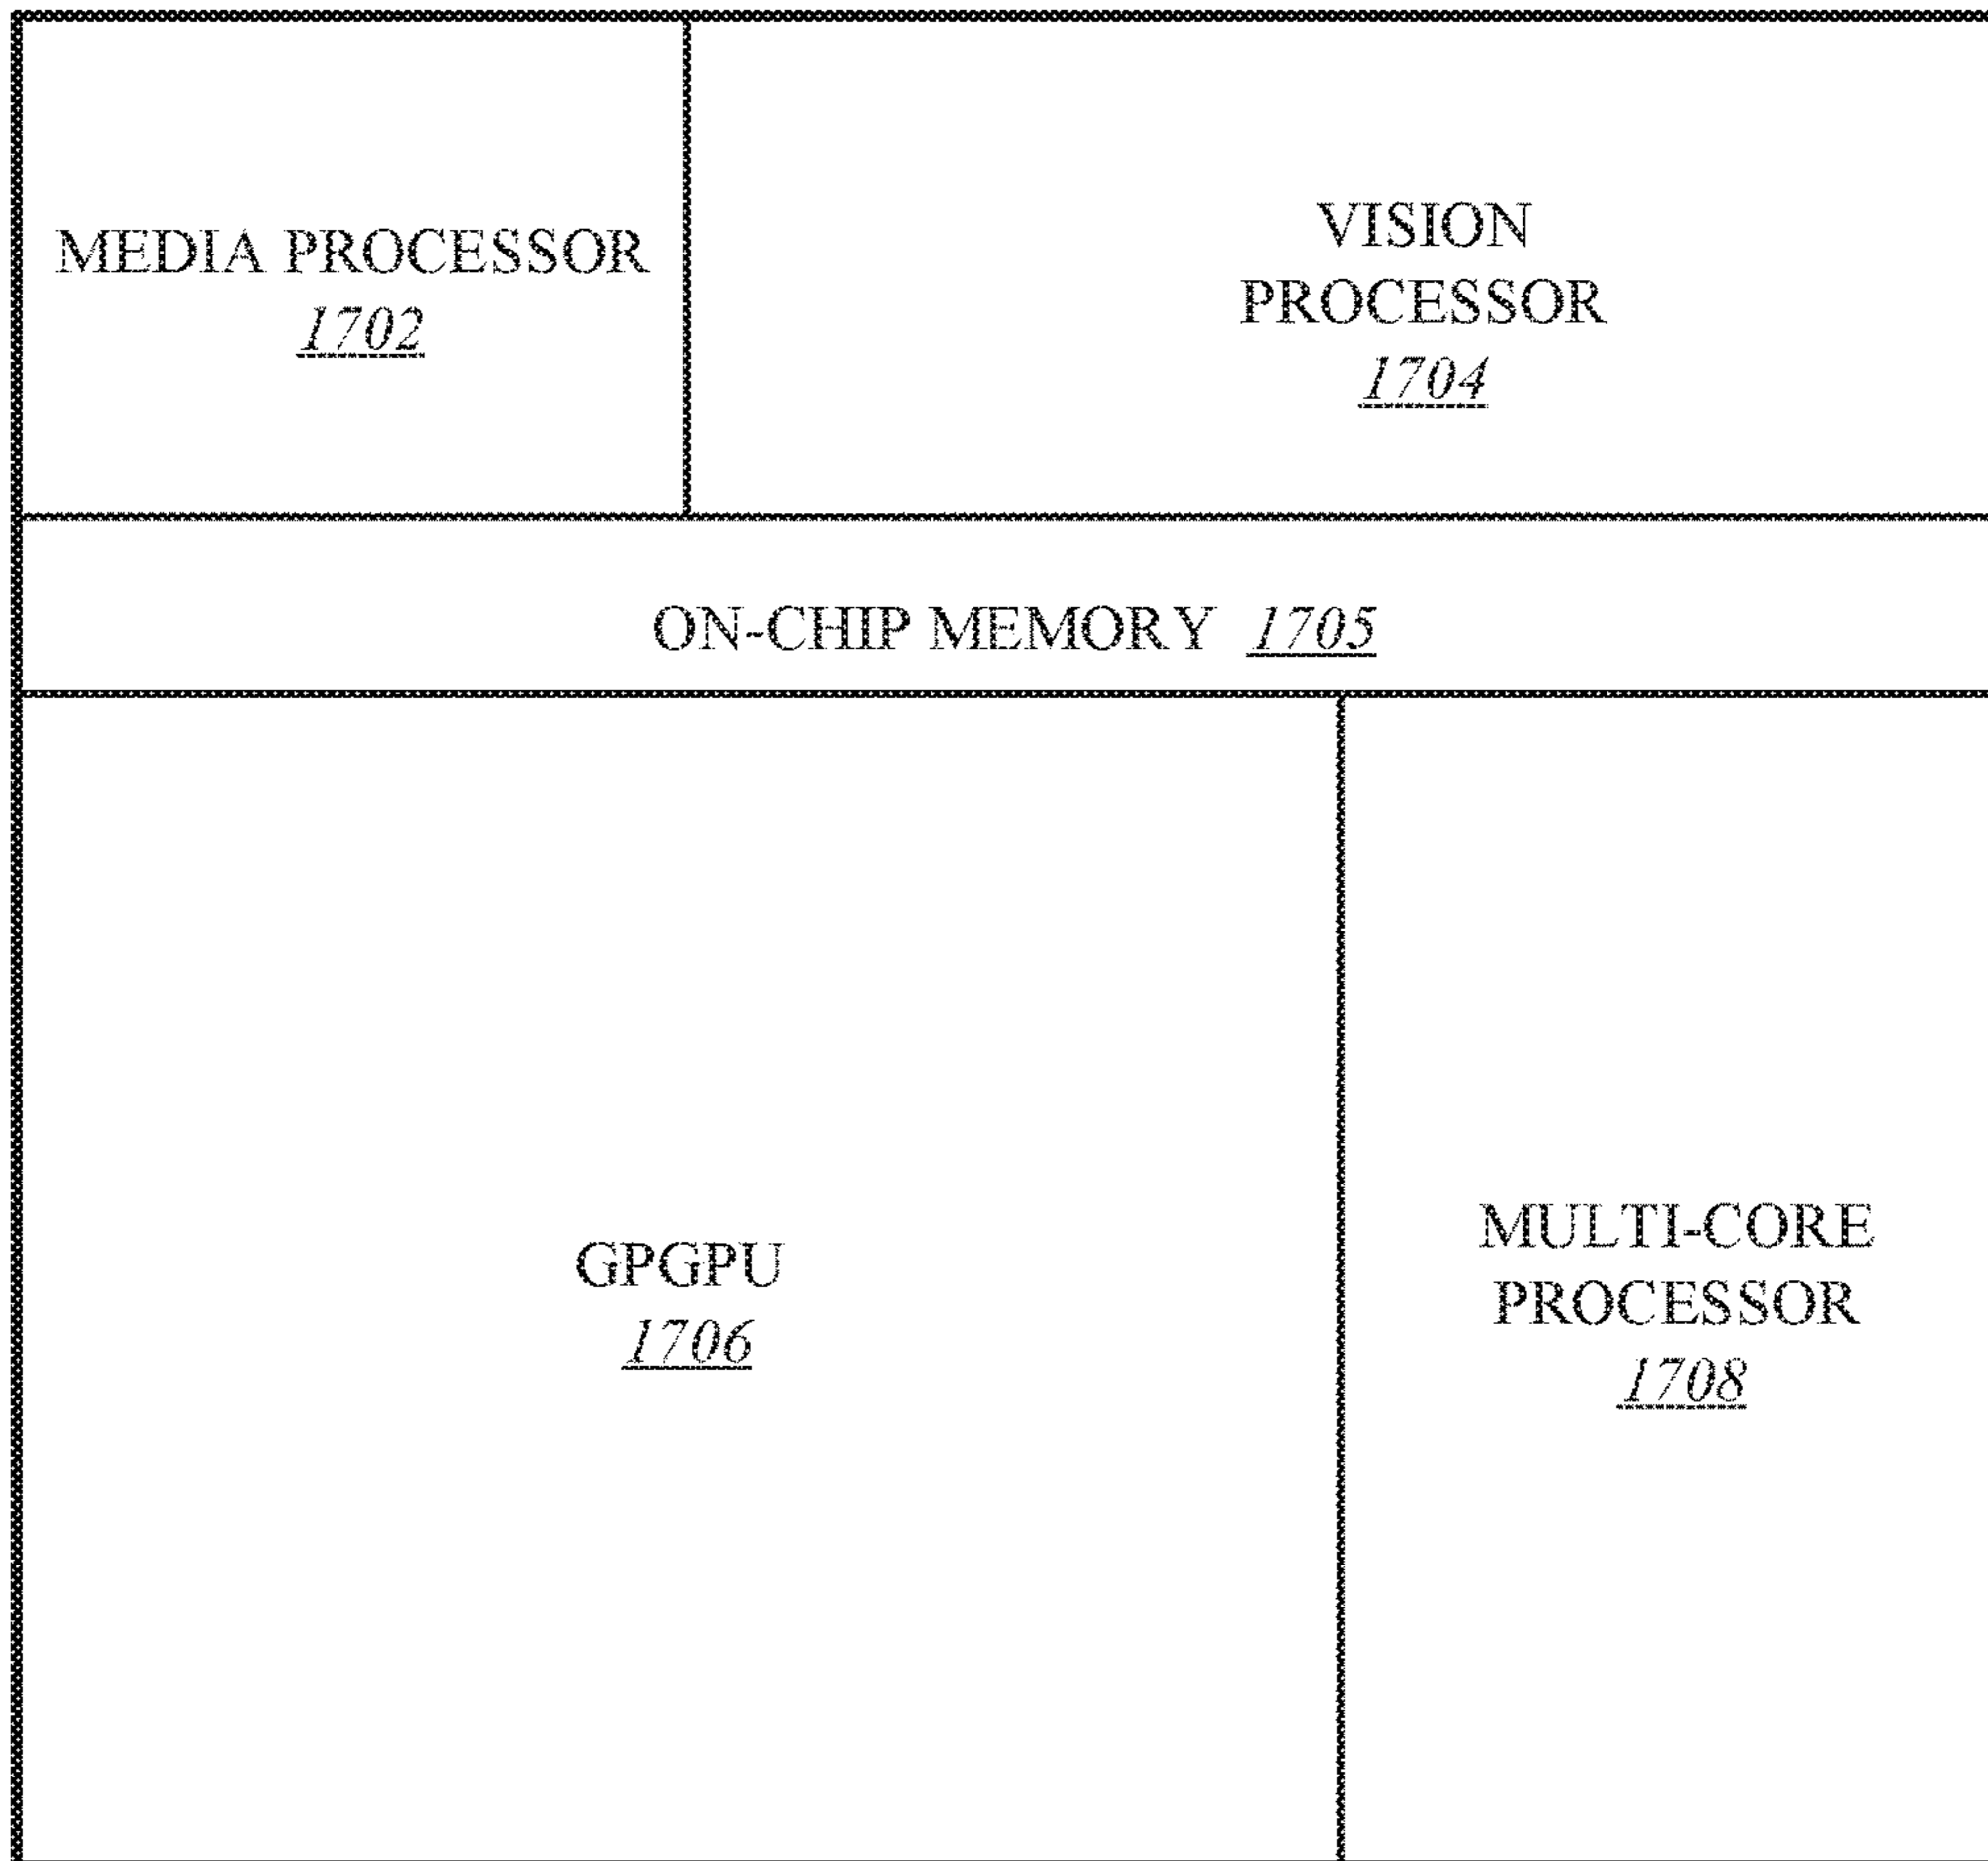 MEDIA PROCESSOR
1702
VISION
PROCESSOR
1704
ON-CHIP MEMORY 1705
GPGPU
1706
MULTI-CORE
PROCESSOR
1708